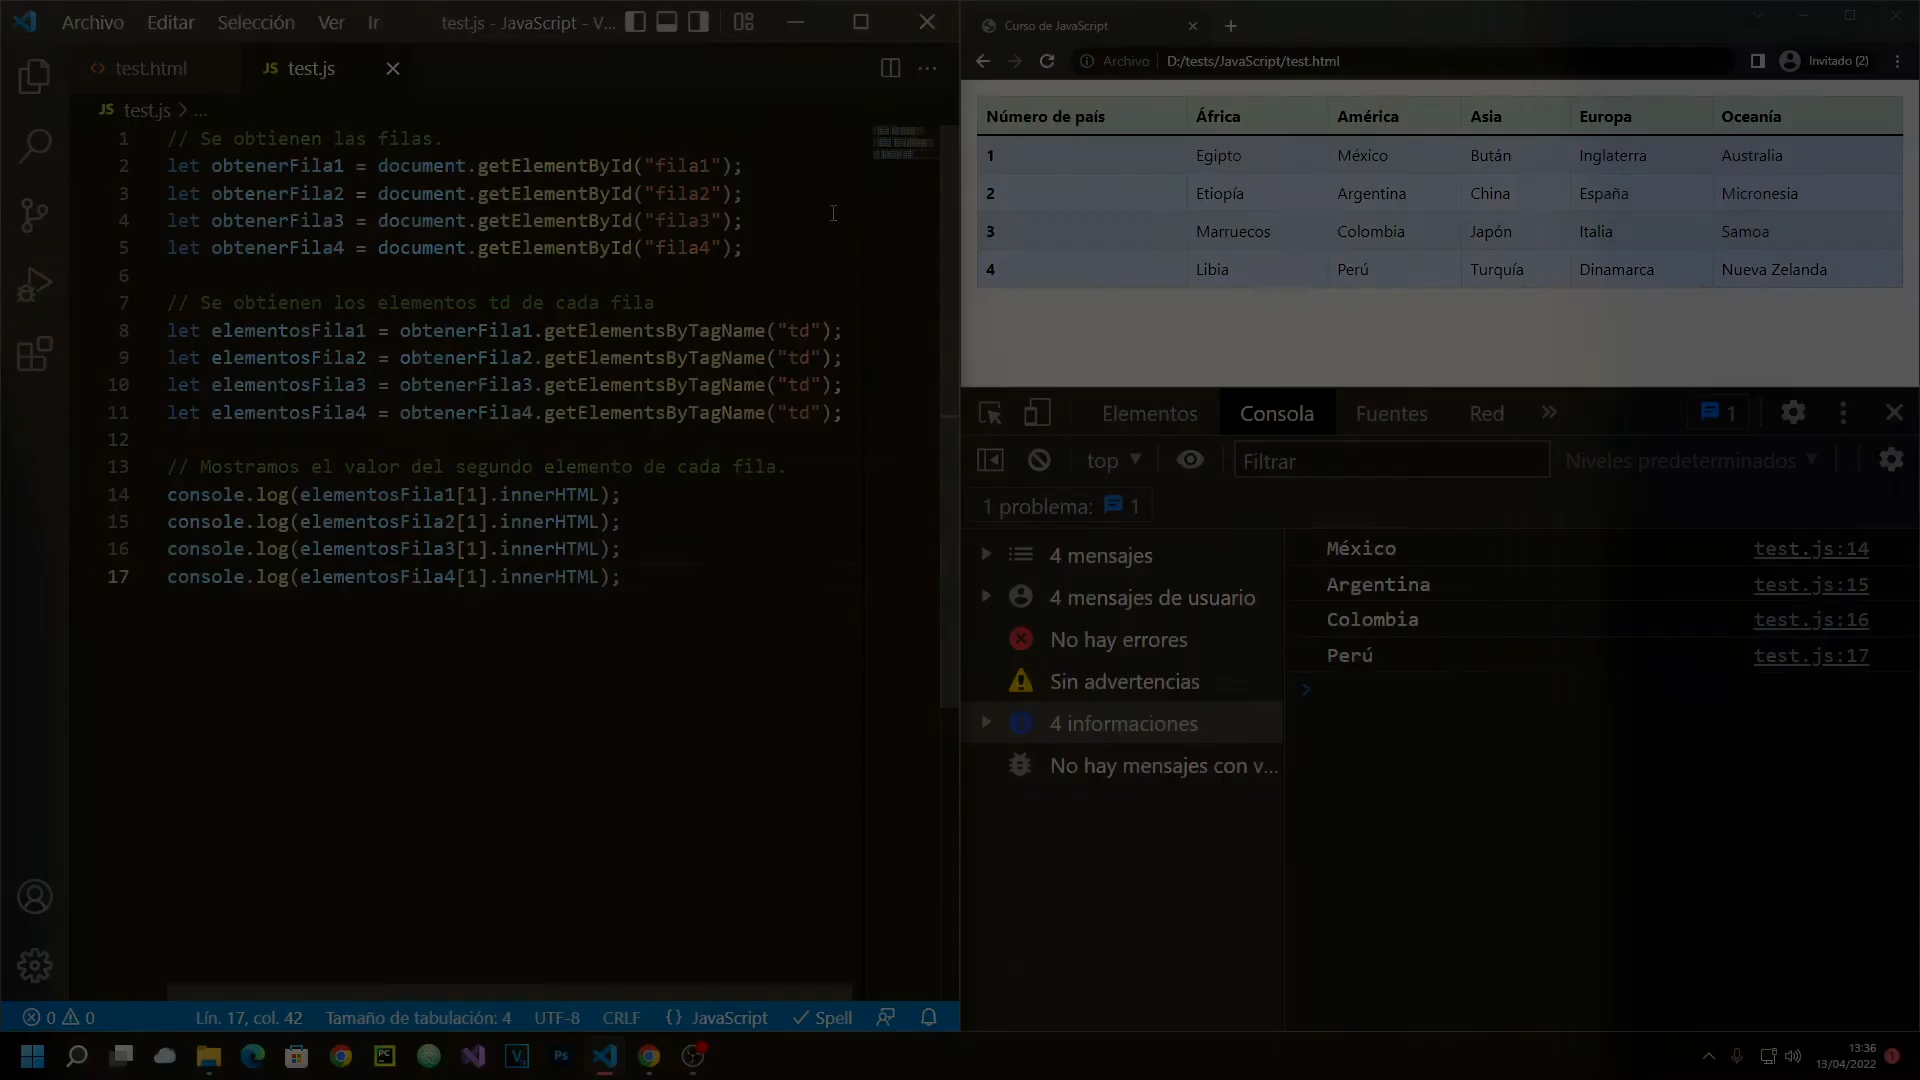 Archivo Editar Selección Ver Ir test.js - JavaScript - V...
test.html JS test.js
JS test.js > ...
1 // Se obtienen las filas.
2 let obtenerFila1 = document.getElementById("fila1");
3 let obtenerFila2 = document.getElementById("fila2");
4 let obtenerFila3 = document.getElementById("fila3");
5 let obtenerFila4 = document.getElementById("fila4");
6
7 // Se obtienen los elementos td de cada fila
8 let elementosFila1 = obtenerFila1.getElementsByTagName("td");
9 let elementosFila2 = obtenerFila2.getElementsByTagName("td");
10 let elementosFila3 = obtenerFila3.getElementsByTagName("td");
11 let elementosFila4 = obtenerFila4.getElementsByTagName("td");
12
13 // Mostramos el valor del segundo elemento de cada fila.
14 console.log(elementosFila1[1].innerHTML);
15 console.log(elementosFila2[1].innerHTML);
16 console.log(elementosFila3[1].innerHTML);
17 console.log(elementosFila4[1].innerHTML);
0 0 Lín. 17, col. 42 Tamaño de tabulación: 4 UTF-8 CRLF {} JavaScript Spell
Curso de JavaScript
Archivo D:/tests/JavaScript/test.html Invitado (2)
Número de país África América Asia Europa Oceanía
1 Egipto México Bután Inglaterra Australia
2 Etiopía Argentina China España Micronesia
3 Marruecos Colombia Japón Italia Samoa
4 Libia Perú Turquía Dinamarca Nueva Zelanda
Elementos Consola Fuentes Red » 1
top Filtrar Niveles predeterminados
1 problema: 1
4 mensajes
4 mensajes de usuario
No hay errores
Sin advertencias
4 informaciones
No hay mensajes con v...
México test.js:14
Argentina test.js:15
Colombia test.js:16
Perú test.js:17
PC V Ps
13:36
13/04/2022 1